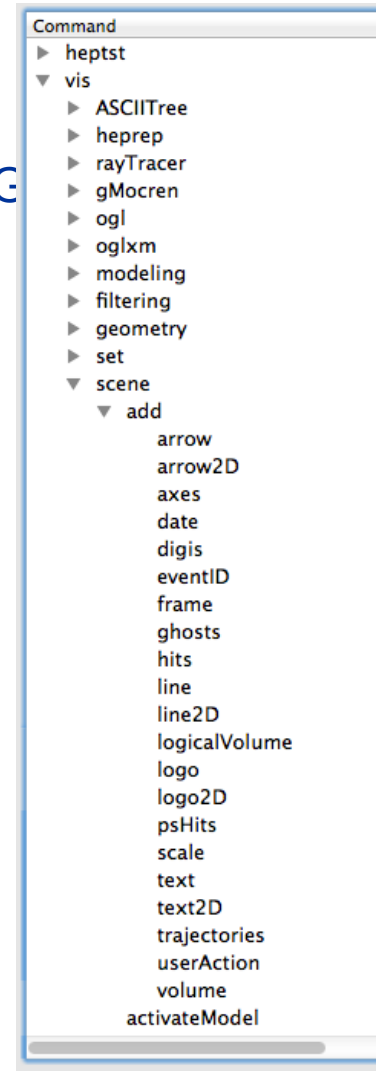 Command
heptst
vis
ASCIITree
heprep
rayTracer
gMocren
ogl
oglxm
modeling
filtering
geometry
set
scene
add
arrow
arrow2D
axes
date
digis
eventID
frame
ghosts
hits
line
line2D
logicalVolume
logo
logo2D
psHits
scale
text
text2D
trajectories
userAction
volume
activateModel